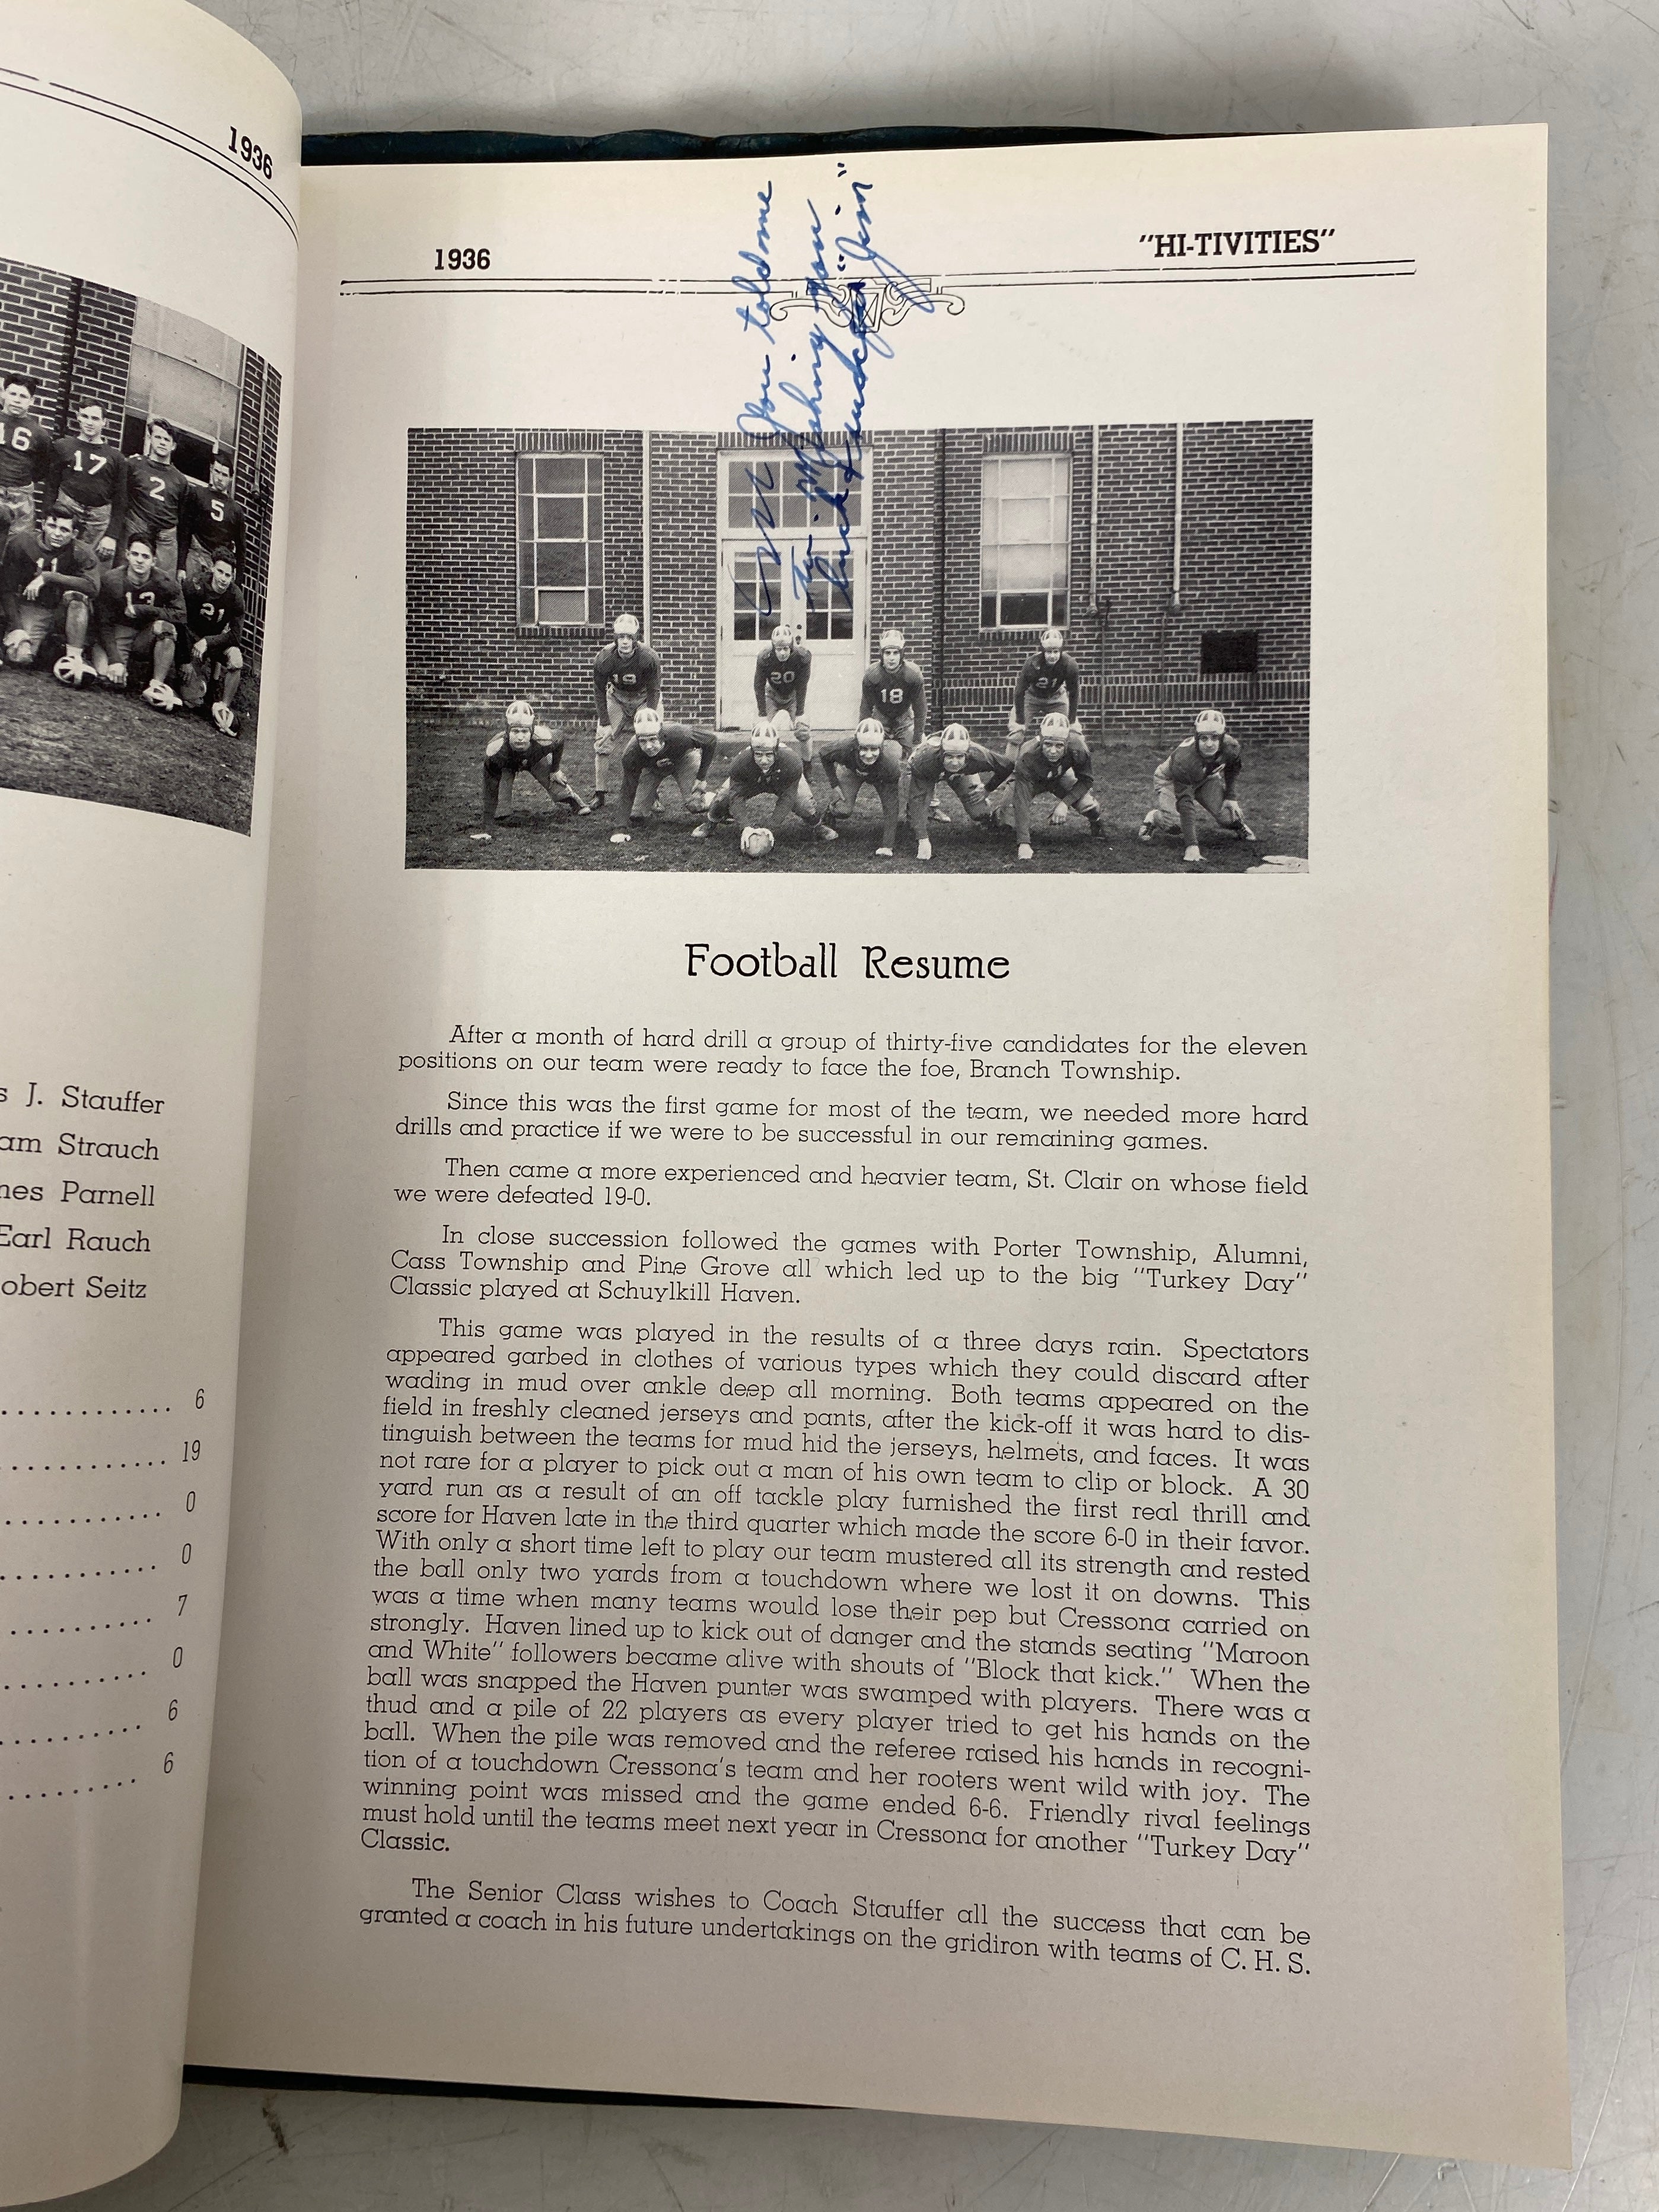 1936
16
17
2
5
11
13
21
s J. Stauffer
am Strauch
nes Parnell
Earl Rauch
obert Seitz
6
19
0
0
7
0
6
6
1936
"HI-TIVITIES"
You told me
to. Wishing you
luck &
"Jim"
19
20
18
21
Football Resume
After a month of hard drill a group of thirty-five candidates for the eleven
positions on our team were ready to face the foe, Branch Township.
Since this was the first game for most of the team, we needed more hard
drills and practice if we were to be successful in our remaining games.
Then came a more experienced and heavier team, St. Clair on whose field
we were defeated 19-0.
In close succession followed the games with Porter Township, Alumni,
Cass Township and Pine Grove all which led up to the big "Turkey Day"
Classic played at Schuylkill Haven.
This game was played in the results of a three days rain. Spectators
appeared garbed in clothes of various types which they could discard after
wading in mud over ankle deep all morning. Both teams appeared on the
field in freshly cleaned jerseys and pants, after the kick-off it was hard to dis-
tinguish between the teams for mud hid the jerseys, helmets, and faces. It was
not rare for a player to pick out a man of his own team to clip or block. A 30
yard run as a result of an off tackle play furnished the first real thrill and
score for Haven late in the third quarter which made the score 6-0 in their favor.
With only a short time left to play our team mustered all its strength and rested
the ball only two yards from a touchdown where we lost it on downs. This
was a time when many teams would lose their pep but Cressona carried on
strongly. Haven lined up to kick out of danger and the stands seating "Maroon
and White" followers became alive with shouts of "Block that kick." When the
ball was snapped the Haven punter was swamped with players. There was a
thud and a pile of 22 players as every player tried to get his hands on the
ball. When the pile was removed and the referee raised his hands in recogni-
tion of a touchdown Cressona's team and her rooters went wild with joy. The
winning point was missed and the game ended 6-6. Friendly rival feelings
must hold until the teams meet next year in Cressona for another "Turkey Day"
Classic.
The Senior Class wishes to Coach Stauffer all the success that can be
granted a coach in his future undertakings on the gridiron with teams of C. H. S.